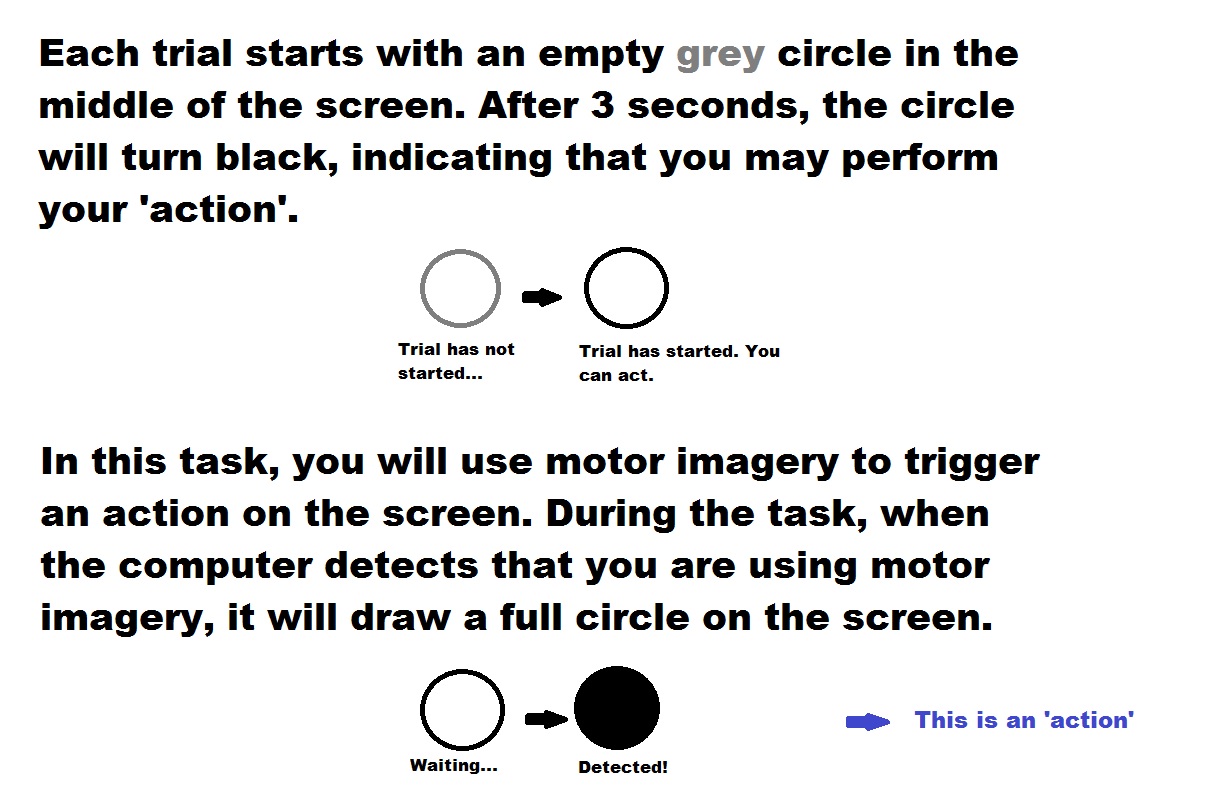 Each trial starts with an empty grey circle in the
middle of the screen. After 3 seconds, the circle
will turn black, indicating that you may perform
your 'action'.
Trial has not
started...
Trial has started. You
can act.
In this task, you will use motor imagery to trigger
an action on the screen. During the task, when
the computer detects that you are using motor
imagery, it will draw a full circle on the screen.
Waiting...
Detected!
This is an 'action'